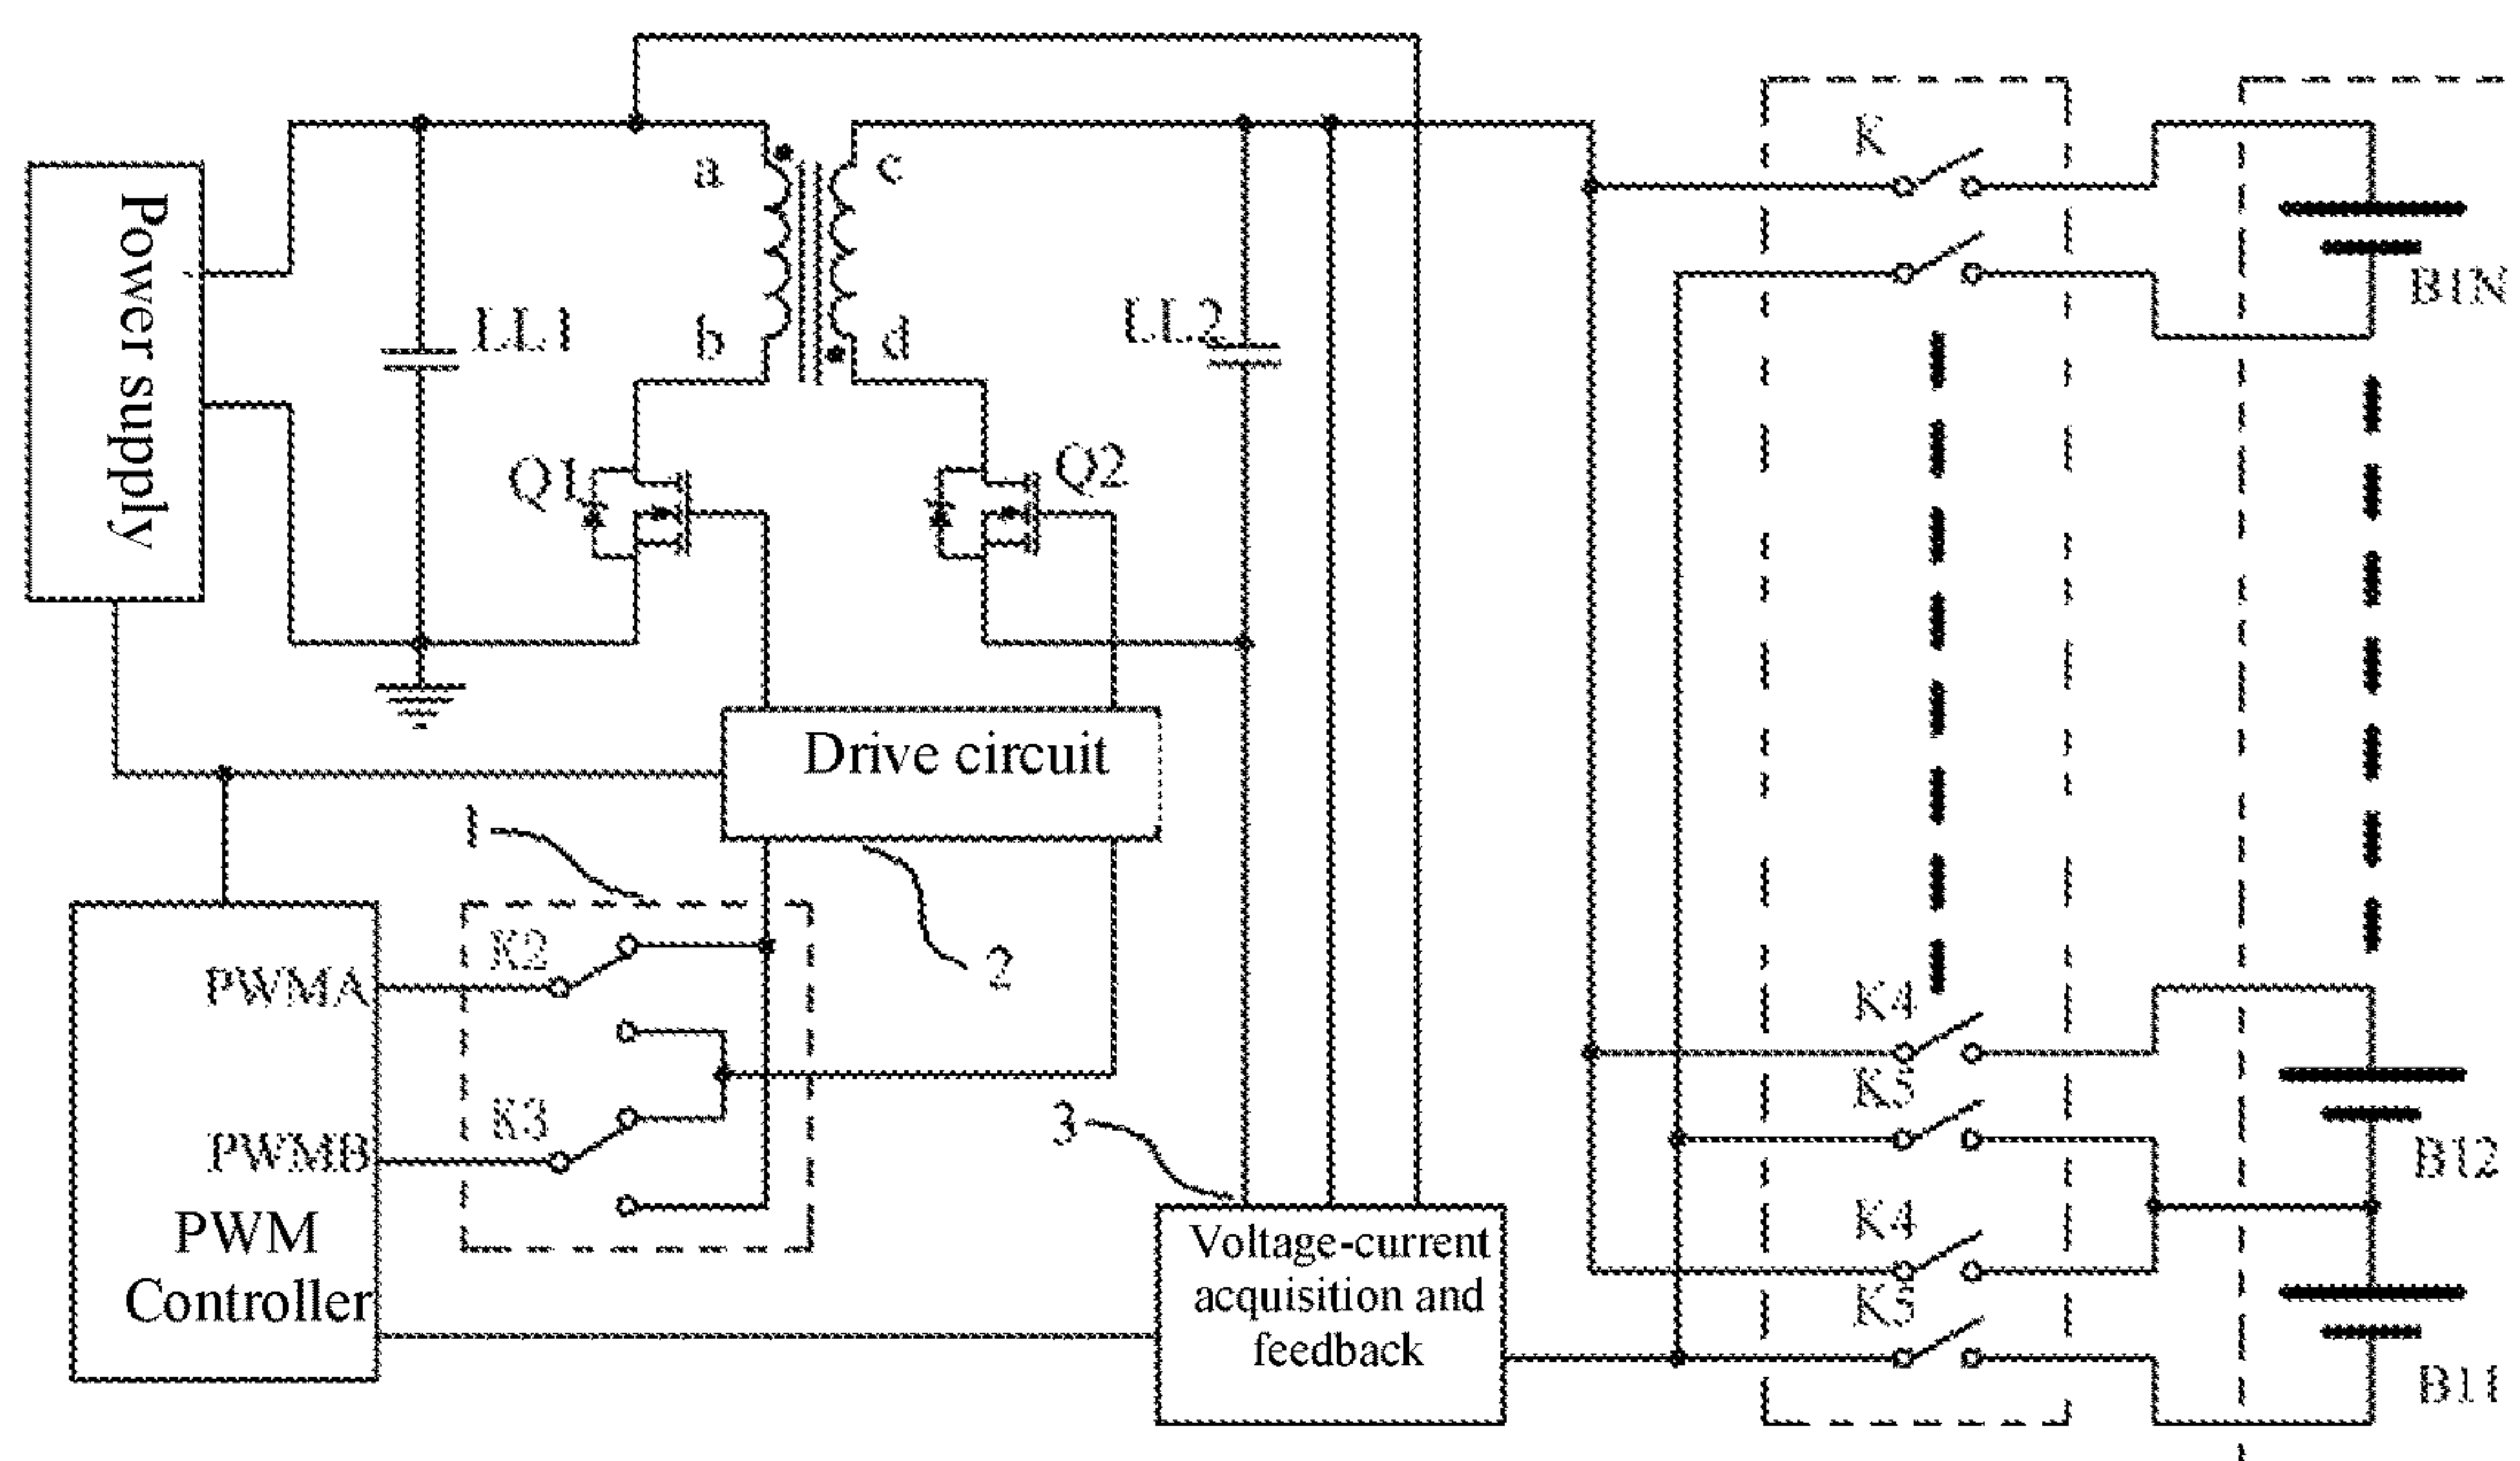 Power supply
a
c
LL1
b
d
LL2
Q1
Q2
K
B1N
Drive circuit
1
2
K2
PWMA
K3
PWMB
PWM
Controller
3
Voltage-current
acquisition and
feedback
K4
K5
B12
K4
K5
B11